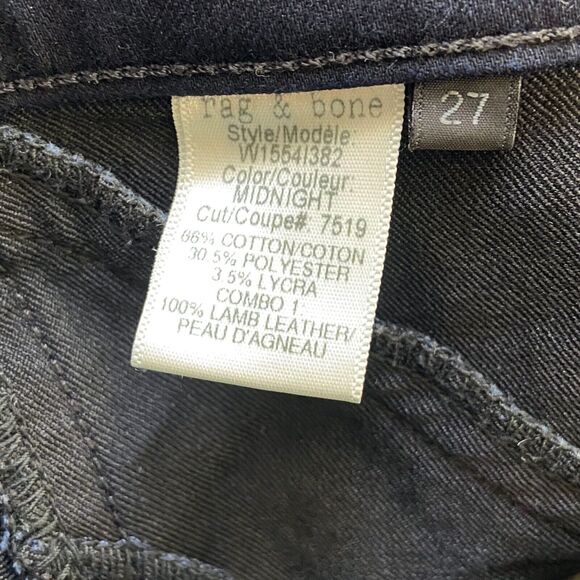 rag & bone
27
Style/Modèle:
W1554I382
Color/Couleur:
MIDNIGHT
Cut/Coupe#: 7519
66% COTTON/COTON
30.5% POLYESTER
3.5% LYCRA
COMBO 1:
100% LAMB LEATHER/
PEAU D'AGNEAU